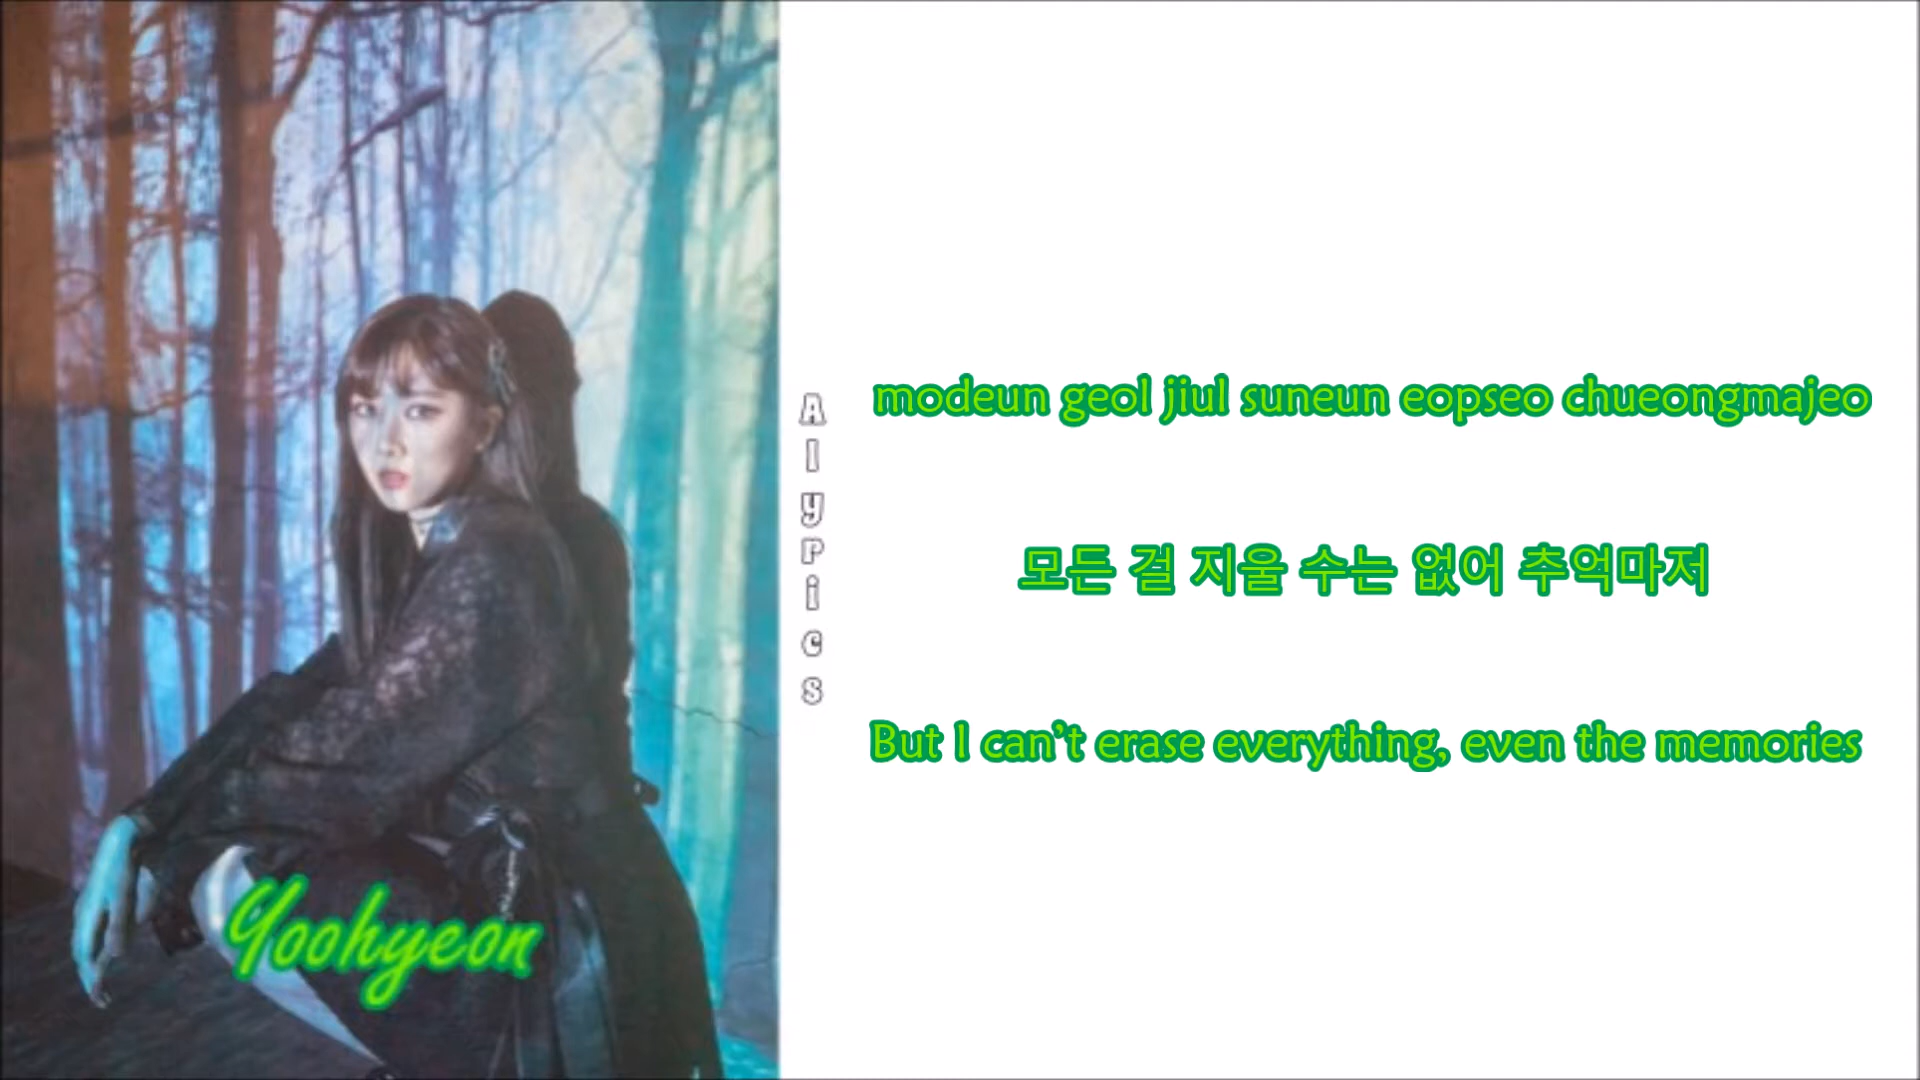 modeun geol jiul suneun eopseo chueongmajeo
모든 걸 지울 수는 없어 추억마저
But I can’t erase everything, even the memories
AlyPics
Yoohyeon